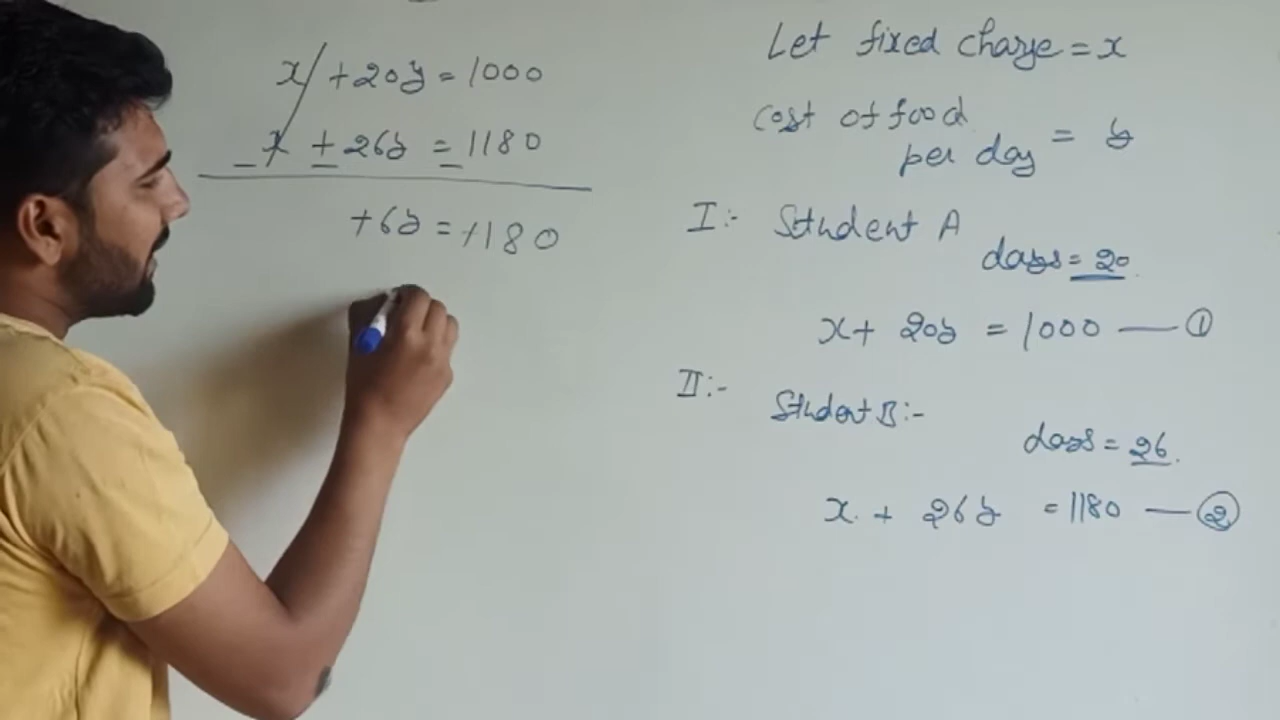 x + 20y = 1000
x + 26y = 1180
+6y = +180
Let fixed charge = x
cost of food
per day = y
I:- Student A
days = 20
x + 20y = 1000 — ①
II:-
Student B:-
days = 26.
x + 26y = 1180 — ②